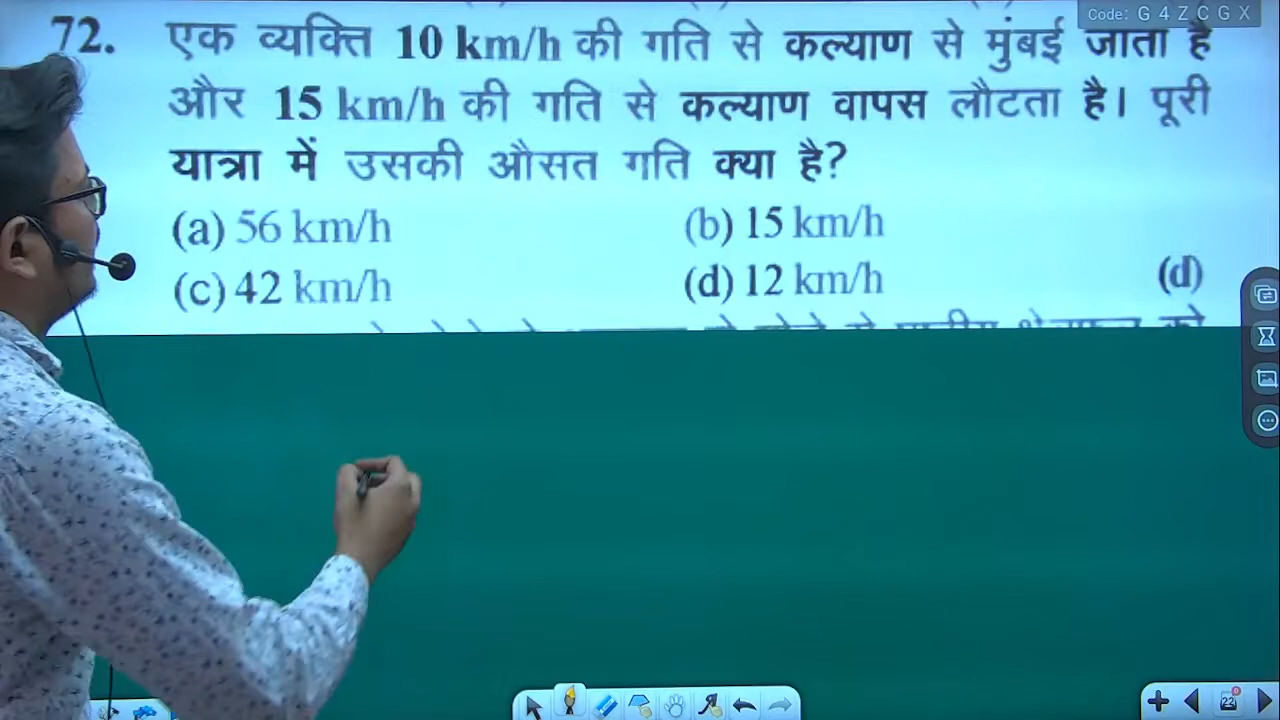 Code: G 4 Z C G X
72. एक व्यक्ति 10 km/h की गति से कल्याण से मुंबई जाता है
और 15 km/h की गति से कल्याण वापस लौटता है। पूरी
यात्रा में उसकी औसत गति क्या है?
(a) 56 km/h (b) 15 km/h
(c) 42 km/h (d) 12 km/h (d)
22